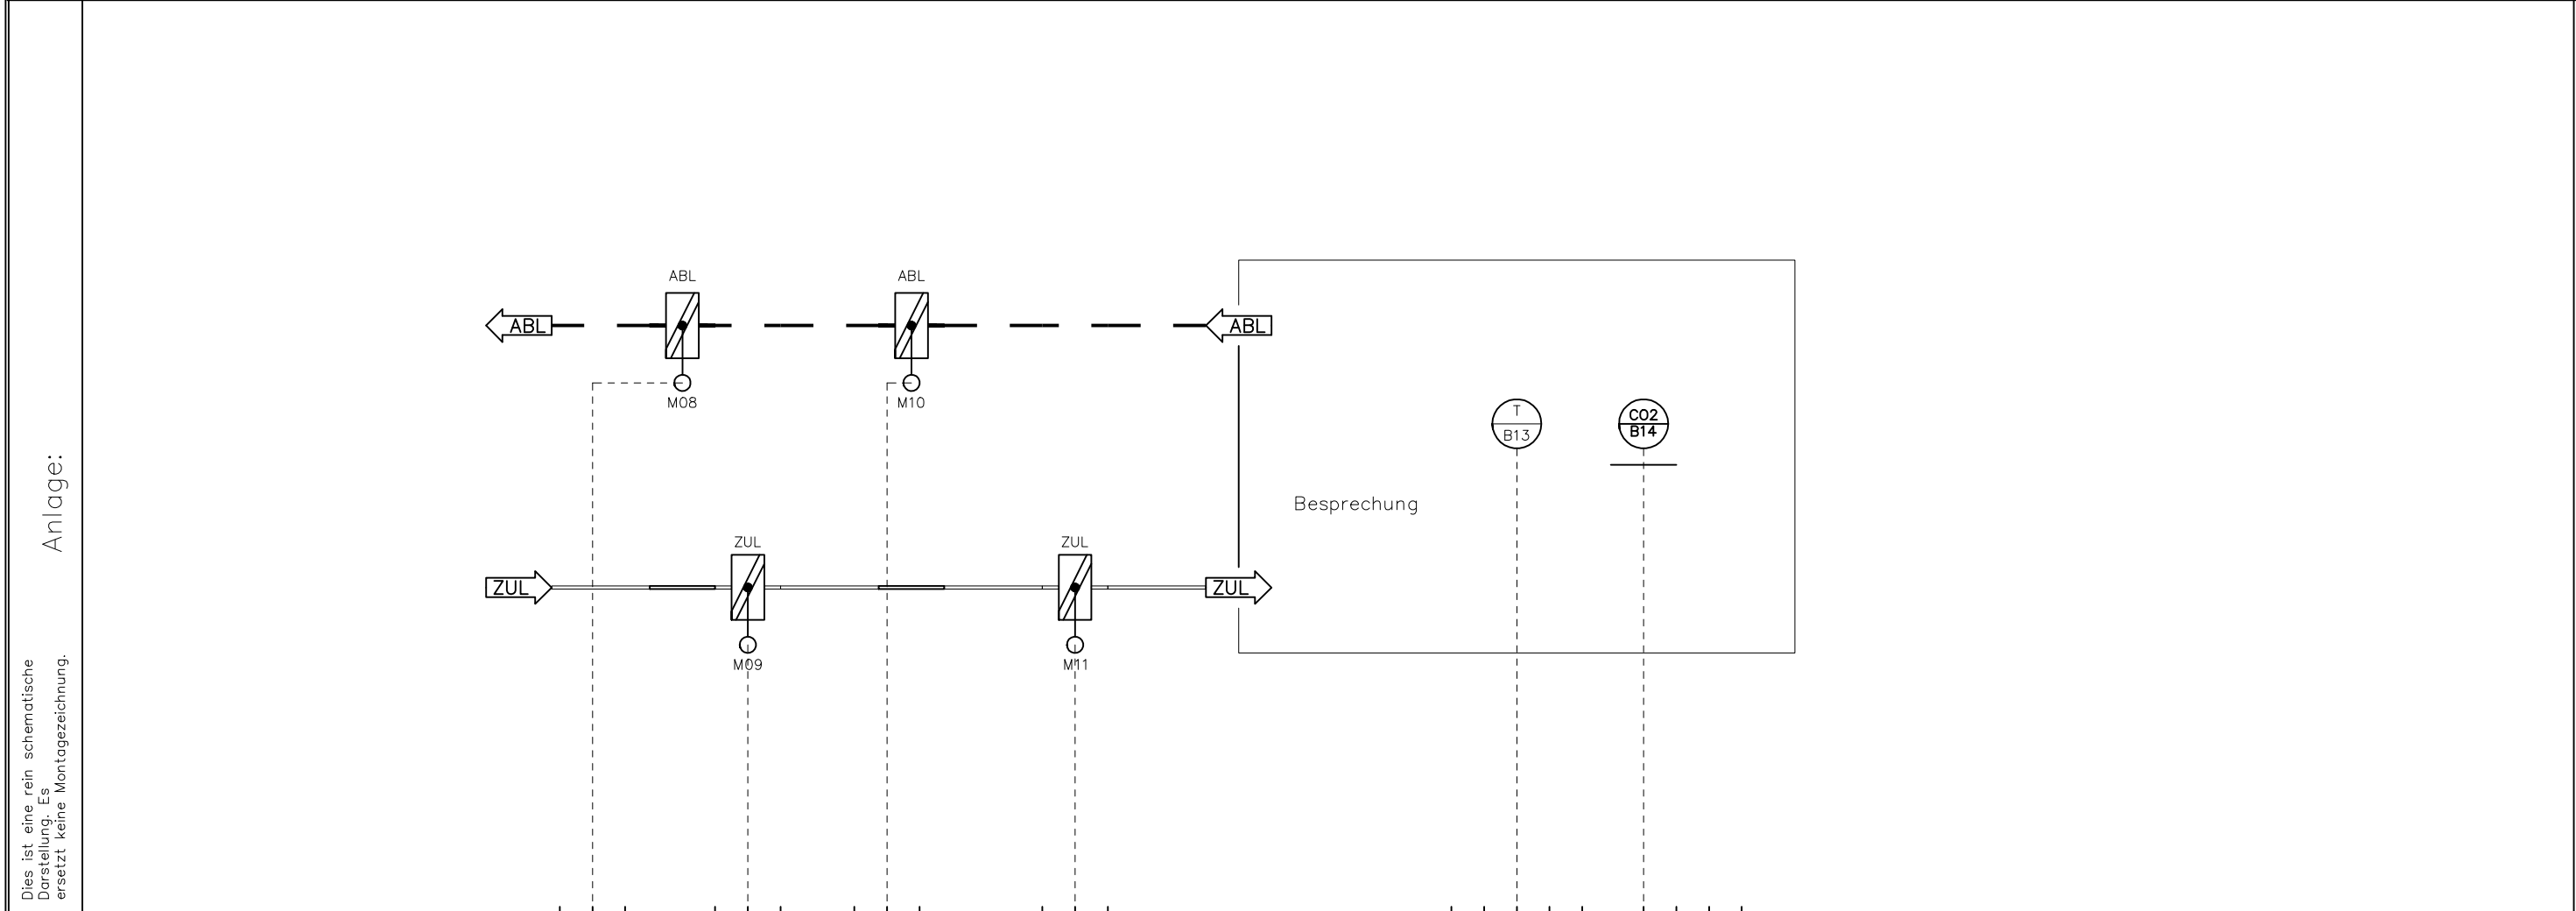 ABL
ABL
ABL
ABL
M08
M10
T
B13
CO2
B14
Besprechung
ZUL
ZUL
ZUL
ZUL
M09
M11
Anlage:
Dies ist eine rein schematische
Darstellung. Es
ersetzt keine Montagezeichnung.